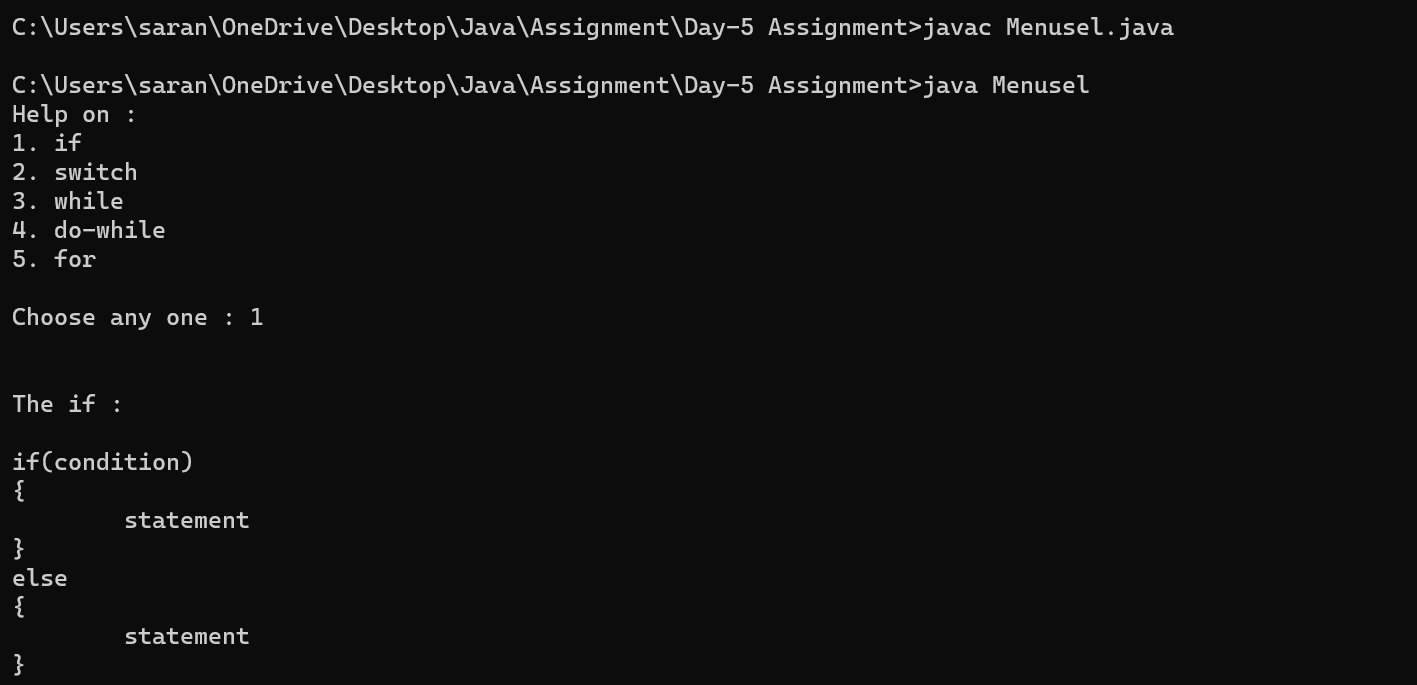 C:\Users\saran\OneDrive\Desktop\Java\Assignment\Day-5 Assignment>javac Menusel.java
C:\Users\saran\OneDrive\Desktop\Java\Assignment\Day-5 Assignment>java Menusel
Help on :
1. if
2. switch
3. while
4. do-while
5. for
Choose any one : 1
The if :
if(condition)
{
        statement
}
else
{
        statement
}